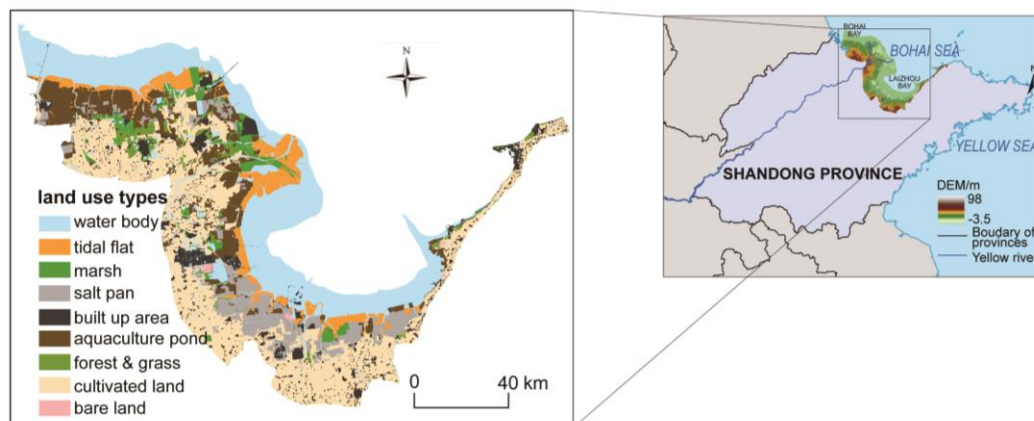 N
land use types
water body
tidal flat
marsh
salt pan
built up area
aquaculture pond
forest & grass
cultivated land
bare land
0 40 km
BOHAI
BAY
BOHAI SEA
LAIZHOU
BAY
N
YELLOW SEA
SHANDONG PROVINCE
DEM/m
98
-3.5
Boudary of
provinces
Yellow river